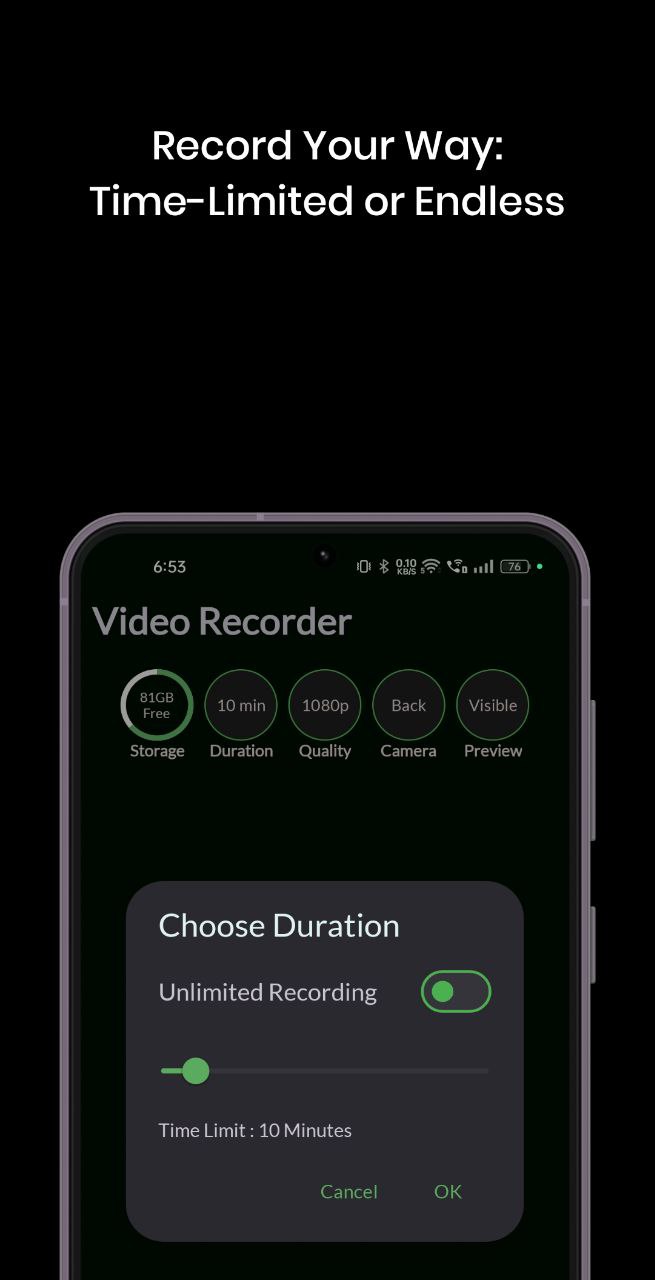 Record Your Way:
Time-Limited or Endless
6:53
0.10
KB/S
5
76
Video Recorder
81GB
Free
10 min
1080p
Back
Visible
Storage
Duration
Quality
Camera
Preview
Choose Duration
Unlimited Recording
Time Limit : 10 Minutes
Cancel
OK